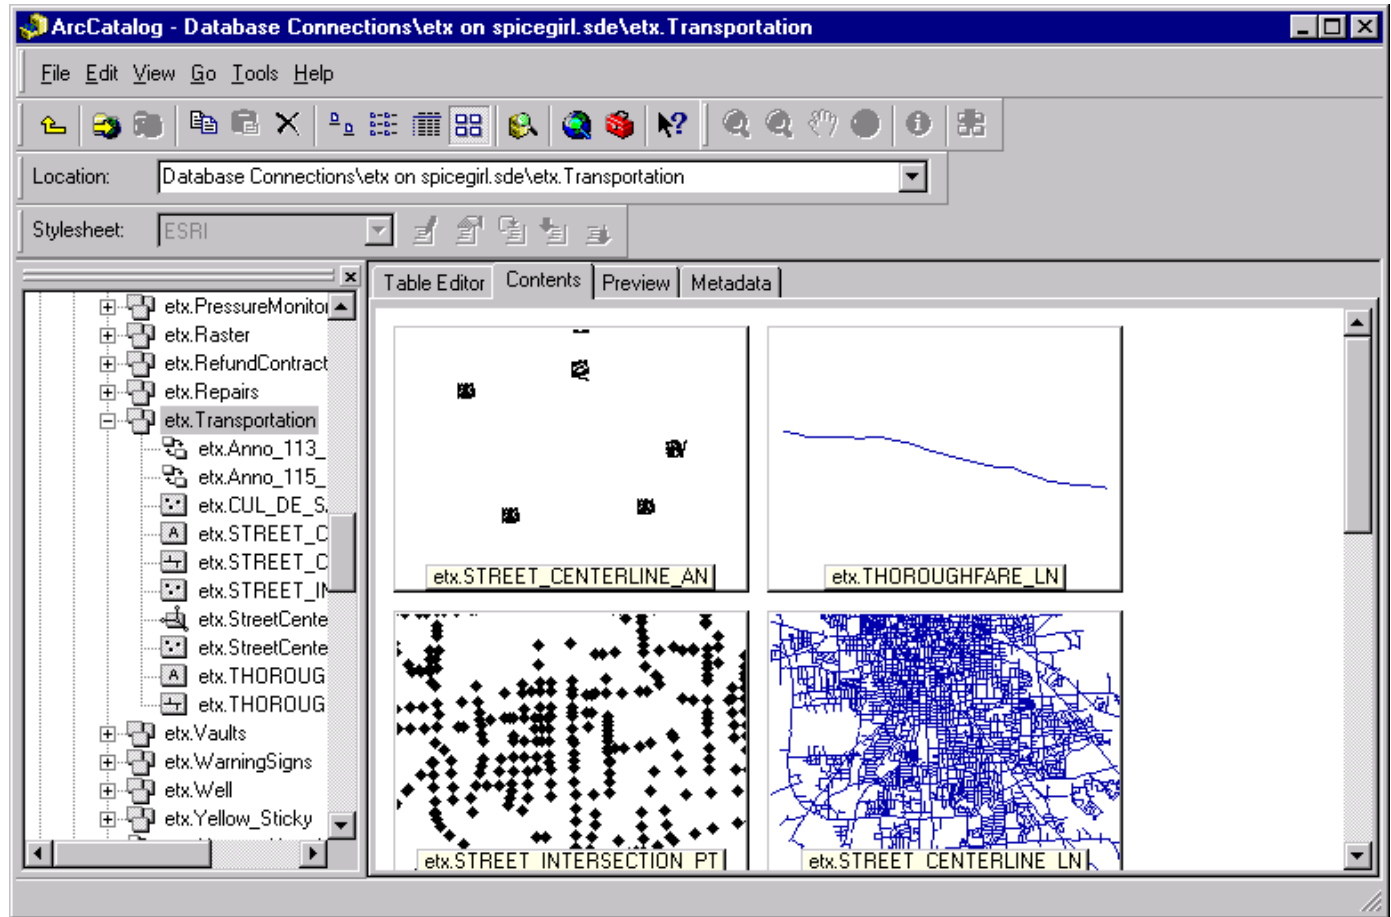 ArcCatalog - Database Connections\etx on spicegirl.sde\etx.Transportation
File Edit View Go Tools Help
Location: Database Connections\etx on spicegirl.sde\etx.Transportation
Stylesheet: ESRI
Table Editor Contents Preview Metadata
etx.PressureMonitor
etx.Raster
etx.RefundContract
etx.Repairs
etx.Transportation
etx.Anno_113_
etx.Anno_115_
etx.CUL_DE_S
etx.STREET_C
etx.STREET_C
etx.STREET_IN
etx.StreetCente
etx.StreetCente
etx.THOROUG
etx.THOROUG
etx.Vaults
etx.WarningSigns
etx.Well
etx.Yellow_Sticky
etx.STREET_CENTERLINE_AN
etx.THOROUGHFARE_LN
etx.STREET_INTERSECTION_PT
etx.STREET_CENTERLINE_LN